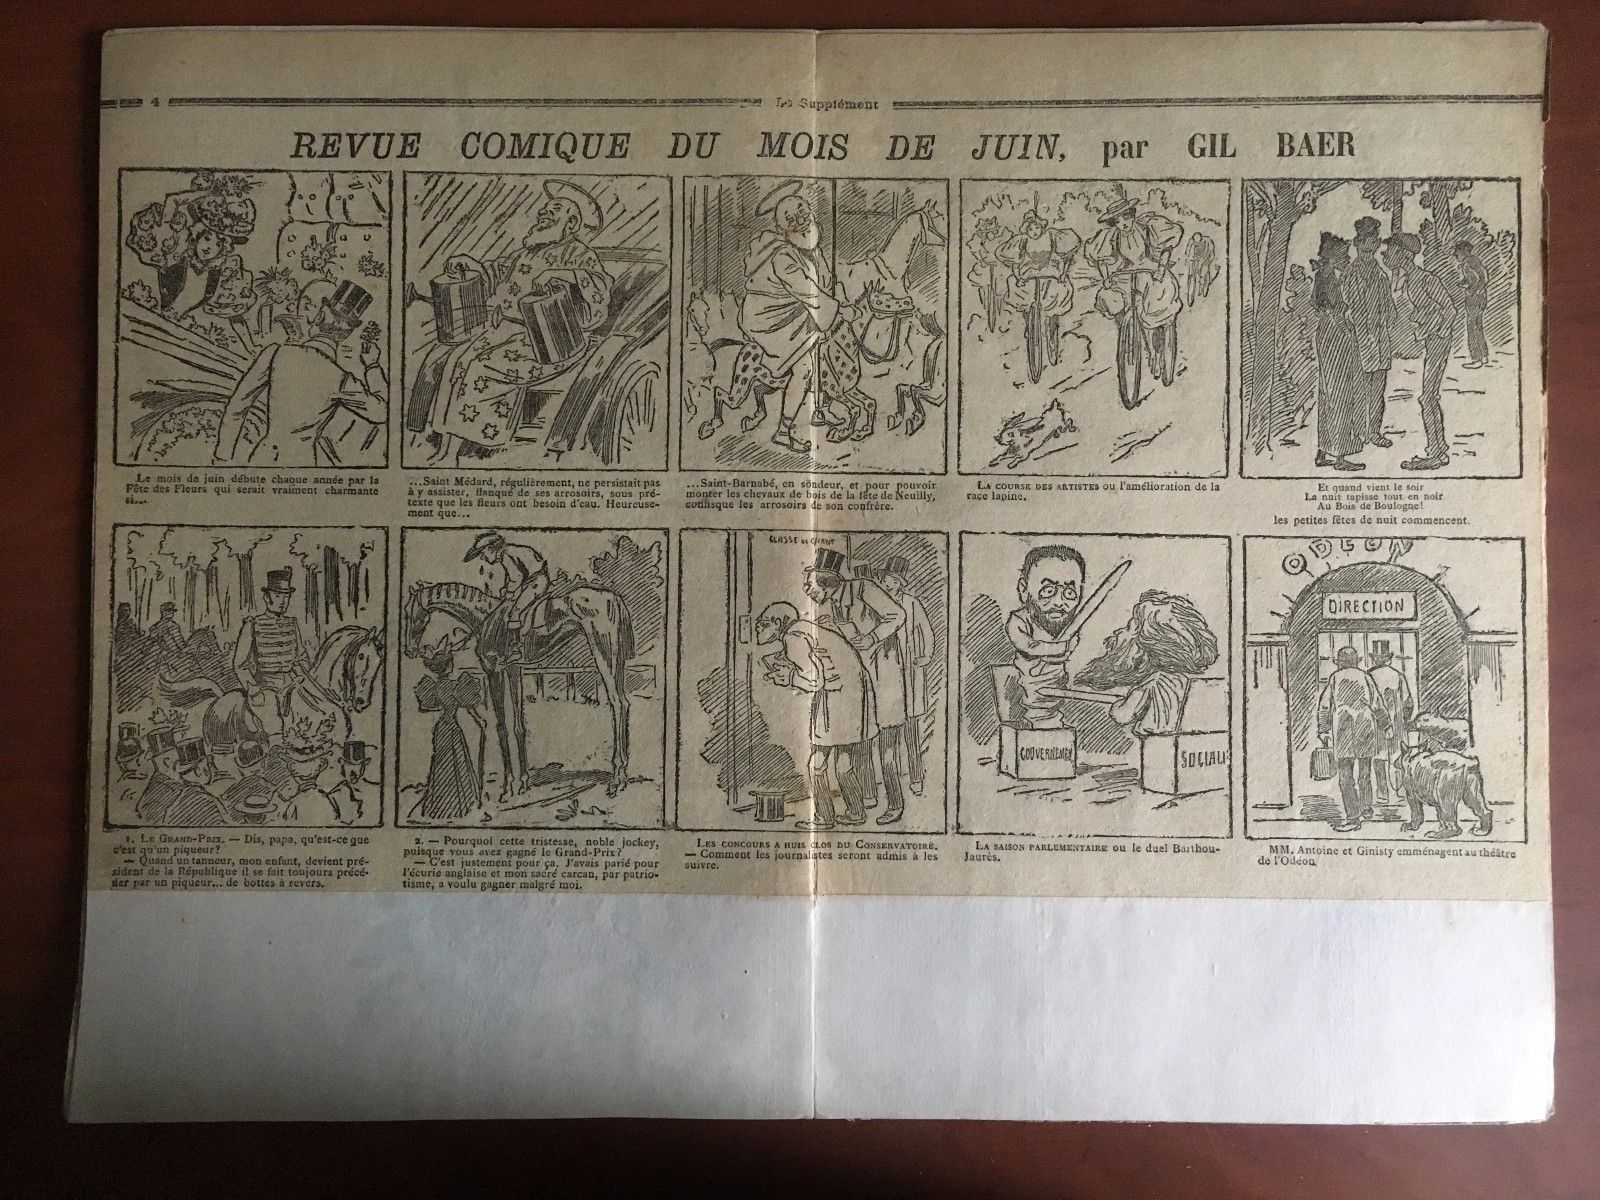 4
Le Supplément
REVUE COMIQUE DU MOIS DE JUIN, par GIL BAER
Le mois de juin débute chaque année par la
Fête des Fleurs qui serait vraiment charmante
si...
...Saint Médard, régulièrement, ne persistait pas
à y assister, flanqué de ses arrosoirs, sous pré-
texte que les fleurs ont besoin d'eau. Heureuse-
ment que...
...Saint-Barnabé, en sondeur, et pour pouvoir
monter les chevaux de bois de la fête de Neuilly,
confisque les arrosoirs de son confrère.
LA COURSE DES ARTISTES ou l'amélioration de la
race lapine.
Et quand vient le soir
La nuit tapisse tout en noir
Au Bois de Boulogne!
les petites fêtes de nuit commencent.
1. LE GRAND-PRIX. — Dis, papa, qu'est-ce que
c'est qu'un piqueur?
— Quand un tanneur, mon enfant, devient pré-
sident de la République il se fait toujours précé-
der par un piqueur... de bottes à revers.
2. — Pourquoi cette tristesse, noble jockey,
puisque vous avez gagné le Grand-Prix?
— C'est justement pour ça. J'avais parié pour
l'écurie anglaise et mon sacré carcan, par patrio-
tisme, a voulu gagner malgré moi.
CLASSE DE CHANT
LES CONCOURS A HUIS CLOS DU CONSERVATOIRE.
— Comment les journalistes seront admis à les
suivre.
GOUVERNEMEN
SOCIALI
LA SAISON PARLEMENTAIRE ou le duel Barthou-
Jaurès.
ODEON
DIRECTION
MM. Antoine et Ginisty emménagent au théâtre
de l'Odéon